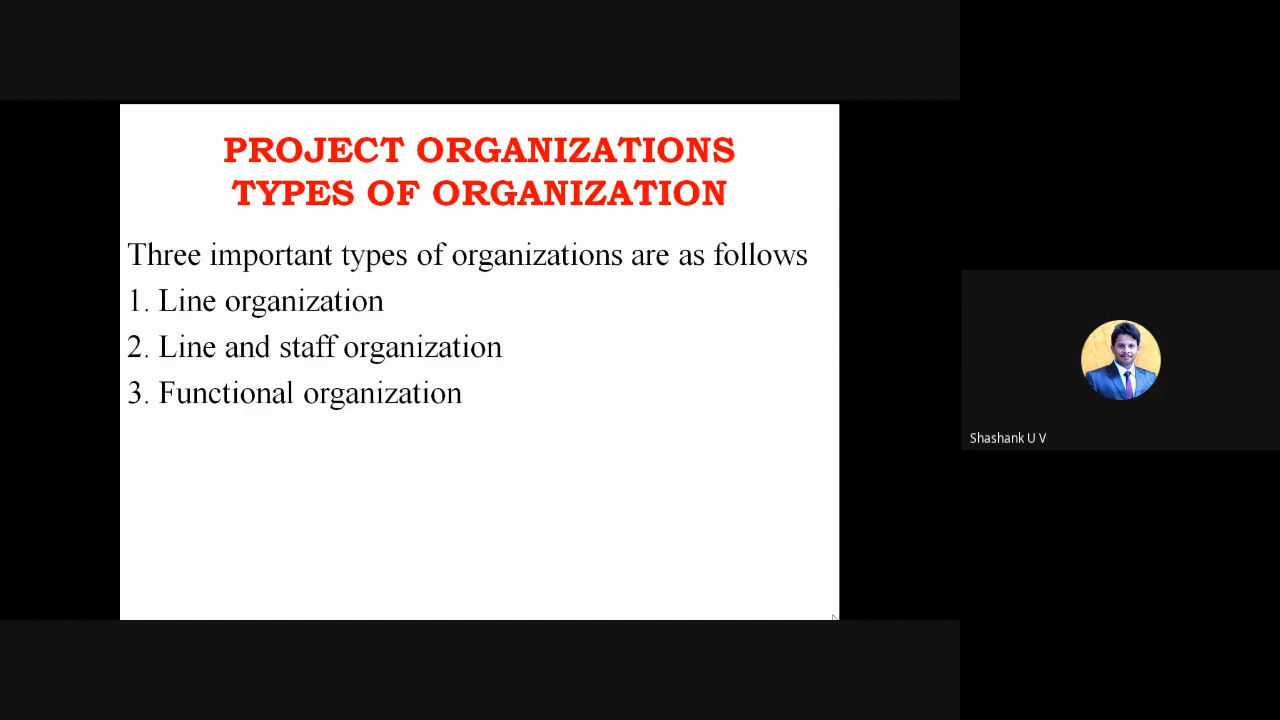 PROJECT ORGANIZATIONS
TYPES OF ORGANIZATION
Three important types of organizations are as follows
1. Line organization
2. Line and staff organization
3. Functional organization
Shashank U V